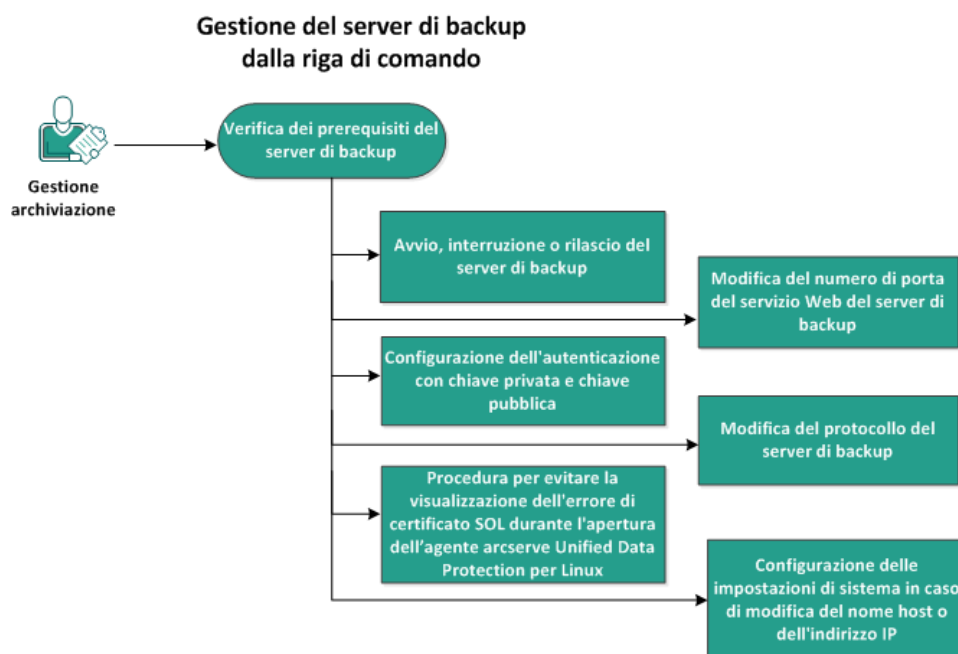 Gestione del server di backup
dalla riga di comando
Verifica dei prerequisiti del
server di backup
Gestione
archiviazione
Avvio, interruzione o rilascio del
server di backup
Modifica del numero di porta
del servizio Web del server di
backup
Configurazione dell'autenticazione
con chiave privata e chiave
pubblica
Modifica del protocollo del
server di backup
Procedura per evitare la
visualizzazione dell'errore di
certificato SOL durante l'apertura
dell’agente arcserve Unified Data
Protection per Linux
Configurazione delle
impostazioni di sistema in caso
di modifica del nome host o
dell'indirizzo IP